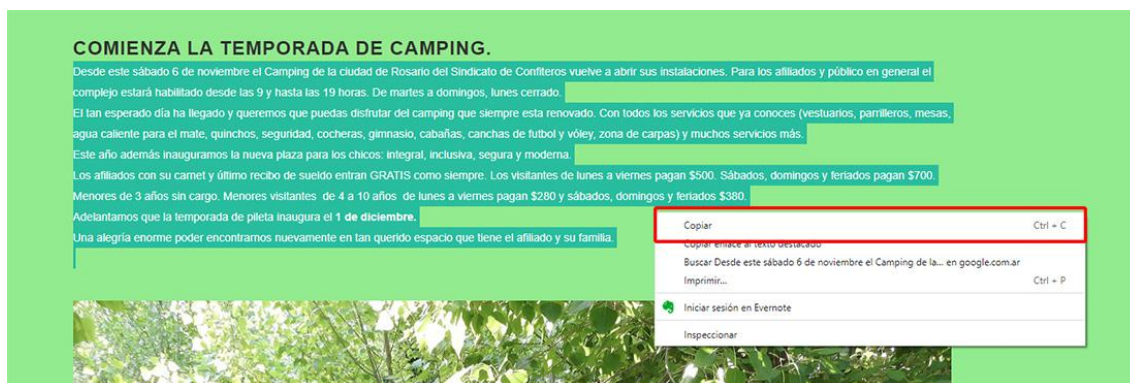 COMIENZA LA TEMPORADA DE CAMPING.
Desde este sábado 6 de noviembre el Camping de la ciudad de Rosario del Sindicato de Confiteros vuelve a abrir sus instalaciones. Para los afiliados y público en general el
complejo estará habilitado desde las 9 y hasta las 19 horas. De martes a domingos, lunes cerrado.
El tan esperado día ha llegado y queremos que puedas disfrutar del camping que siempre esta renovado. Con todos los servicios que ya conoces (vestuarios, parrilleros, mesas,
agua caliente para el mate, quinchos, seguridad, cocheras, gimnasio, cabañas, canchas de futbol y vóley, zona de carpas) y muchos servicios más.
Este año además inauguramos la nueva plaza para los chicos: integral, inclusiva, segura y moderna.
Los afiliados con su carnet y último recibo de sueldo entran GRATIS como siempre. Los visitantes de lunes a viernes pagan $500. Sábados, domingos y feriados pagan $700.
Menores de 3 años sin cargo. Menores visitantes de 4 a 10 años de lunes a viernes pagan $280 y sábados, domingos y feriados $380.
Adelantamos que la temporada de pileta inaugura el 1 de diciembre.
Una alegría enorme poder encontrarnos nuevamente en tan querido espacio que tiene el afiliado y su familia.
Copiar Ctrl + C
Copiar enlace al texto destacado
Buscar Desde este sábado 6 de noviembre el Camping de la... en google.com.ar
Imprimir... Ctrl + P
Iniciar sesión en Evernote
Inspeccionar